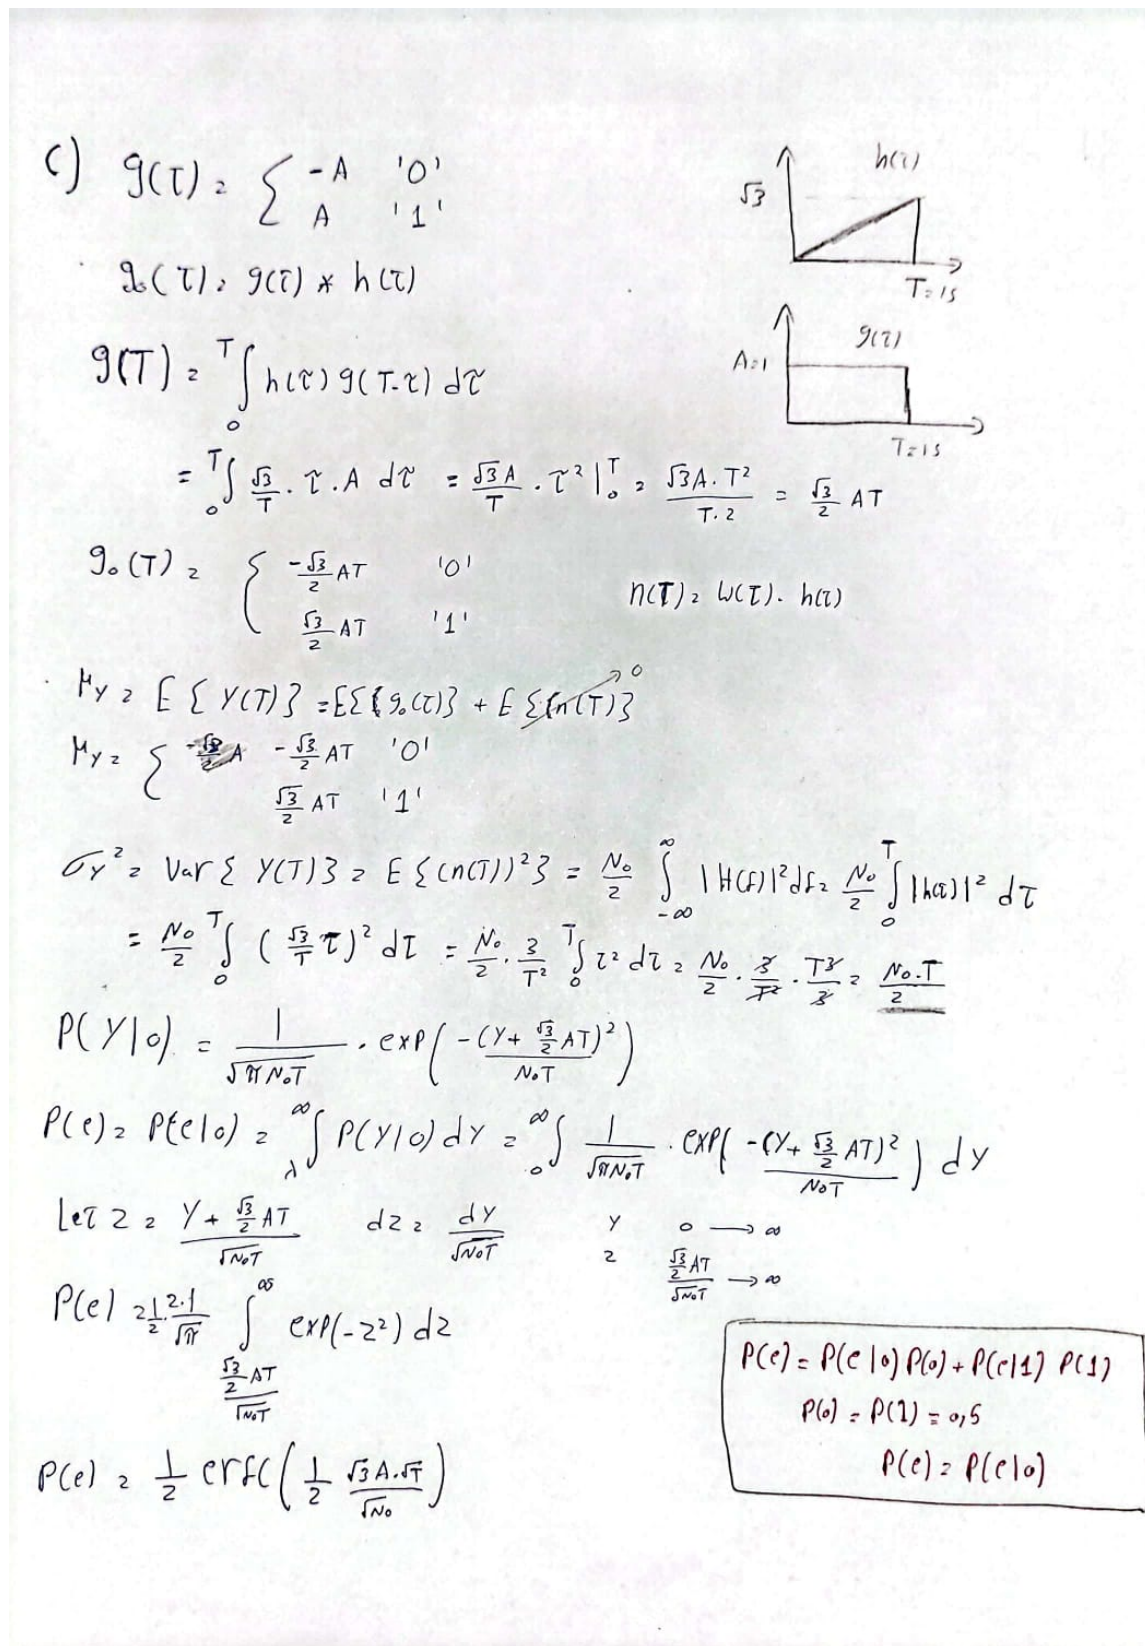 c) g(t) = { -A '0'
A '1'
h(τ)
√3
T=1s
g₀(t) = g(t) * h(t)
g(τ)
A=1
T=1s
g(T) = ∫₀ᵀ h(τ) g(T-τ) dτ
= ∫₀ᵀ √3/T . τ . A dτ = √3 A/T . τ² |₀ᵀ = √3 A . T²/T . 2 = √3/2 AT
g₀(T) = { -√3/2 AT '0'
√3/2 AT '1'
n(T) = w(t) . h(t)
μy = E { Y(T) } = E{{g₀(t)} + E {(n(T)} → 0
μy = { -√3/2 AT '0'
√3/2 AT '1'
σy² = Var { Y(T) } = E { (n(T))² } = N₀/2 ∫₋∞^∞ |H(f)|² df = N₀/2 ∫₀ᵀ |h(τ)|² dτ
= N₀/2 ∫₀ᵀ (√3/T τ)² dτ = N₀/2 . 3/T² ∫₀ᵀ τ² dτ = N₀/2 . 3/T² . T³/3 = N₀.T/2
P(Y|0) = 1/√πN₀T . exp( -(Y + √3/2 AT)²/N₀T )
P(e) = P(e|0) = ∫λ^∞ P(Y|0) dY = ∫₀^∞ 1/√πN₀T . exp( -(Y + √3/2 AT)²/N₀T ) dY
Let z = Y + √3/2 AT/√N₀T dz = dY/√N₀T Y 0 → ∞
z √3/2 AT/√N₀T → ∞
P(e) = 1/2 . 2.1/√π ∫^∞ exp(-z²) dz
√3/2 AT/√N₀T
P(e) = P(e|0) P(0) + P(e|1) P(1)
P(0) = P(1) = 0,5
P(e) = P(e|0)
P(e) = 1/2 erfc( 1/2 √3 A.√T/√N₀ )